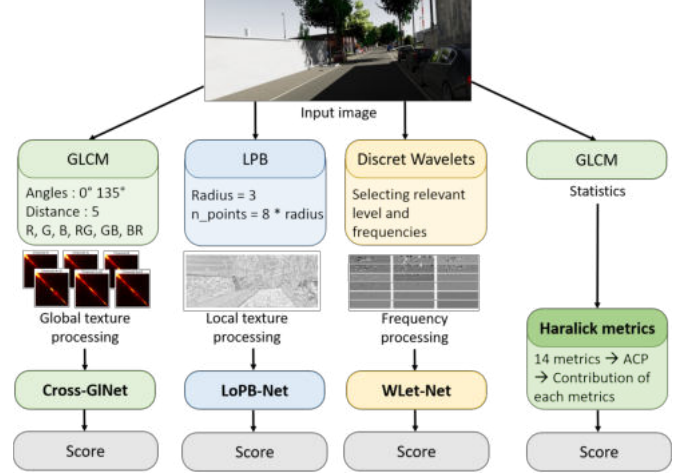 Input image
GLCM
Angles : 0° 135°
Distance : 5
R, G, B, RG, GB, BR
Global texture
processing
Cross-GlNet
Score
LPB
Radius = 3
n_points = 8 * radius
Local texture
processing
LoPB-Net
Score
Discret Wavelets
Selecting relevant
level and
frequencies
Frequency
processing
WLet-Net
Score
GLCM
Statistics
Haralick metrics
14 metrics → ACP
→ Contribution of
each metrics
Score